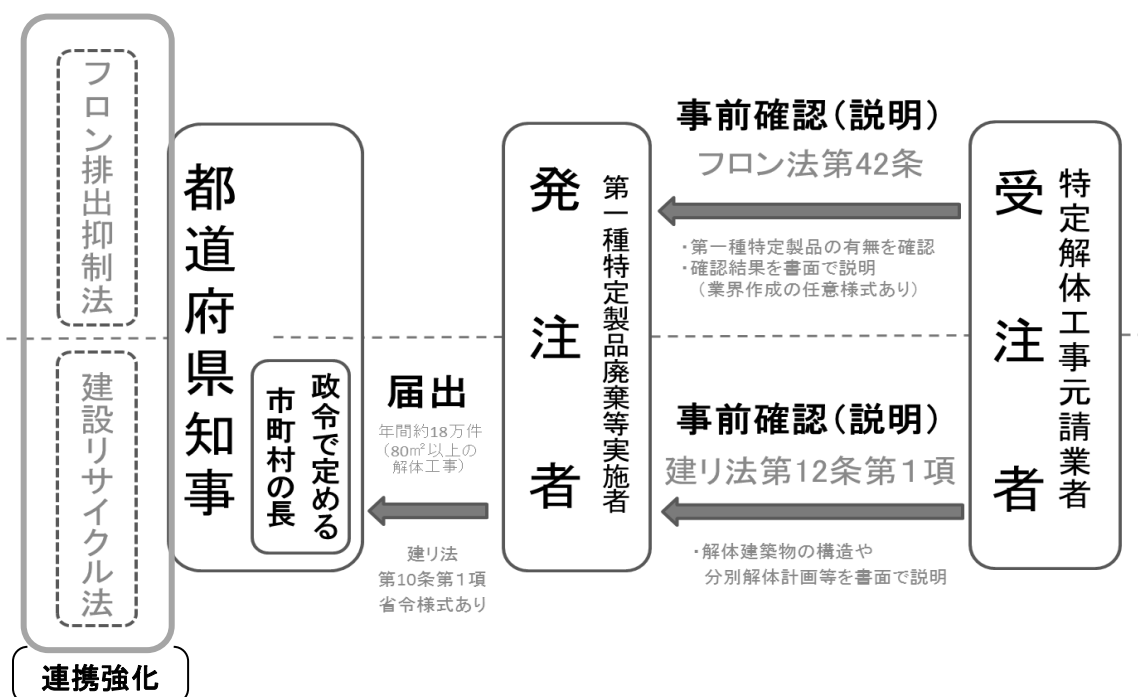 フロン排出抑制法
建設リサイクル法
連携強化
都道府県知事
政令で定める
市町村の長
届出
年間約18万件
（80㎡以上の
解体工事）
建リ法
第10条第１項
省令様式あり
発注者
第一種特定製品廃棄等実施者
事前確認（説明）
フロン法第42条
・第一種特定製品の有無を確認
・確認結果を書面で説明
（業界作成の任意様式あり）
事前確認（説明）
建リ法第12条第１項
・解体建築物の構造や
分別解体計画等を書面で説明
受注者
特定解体工事元請業者